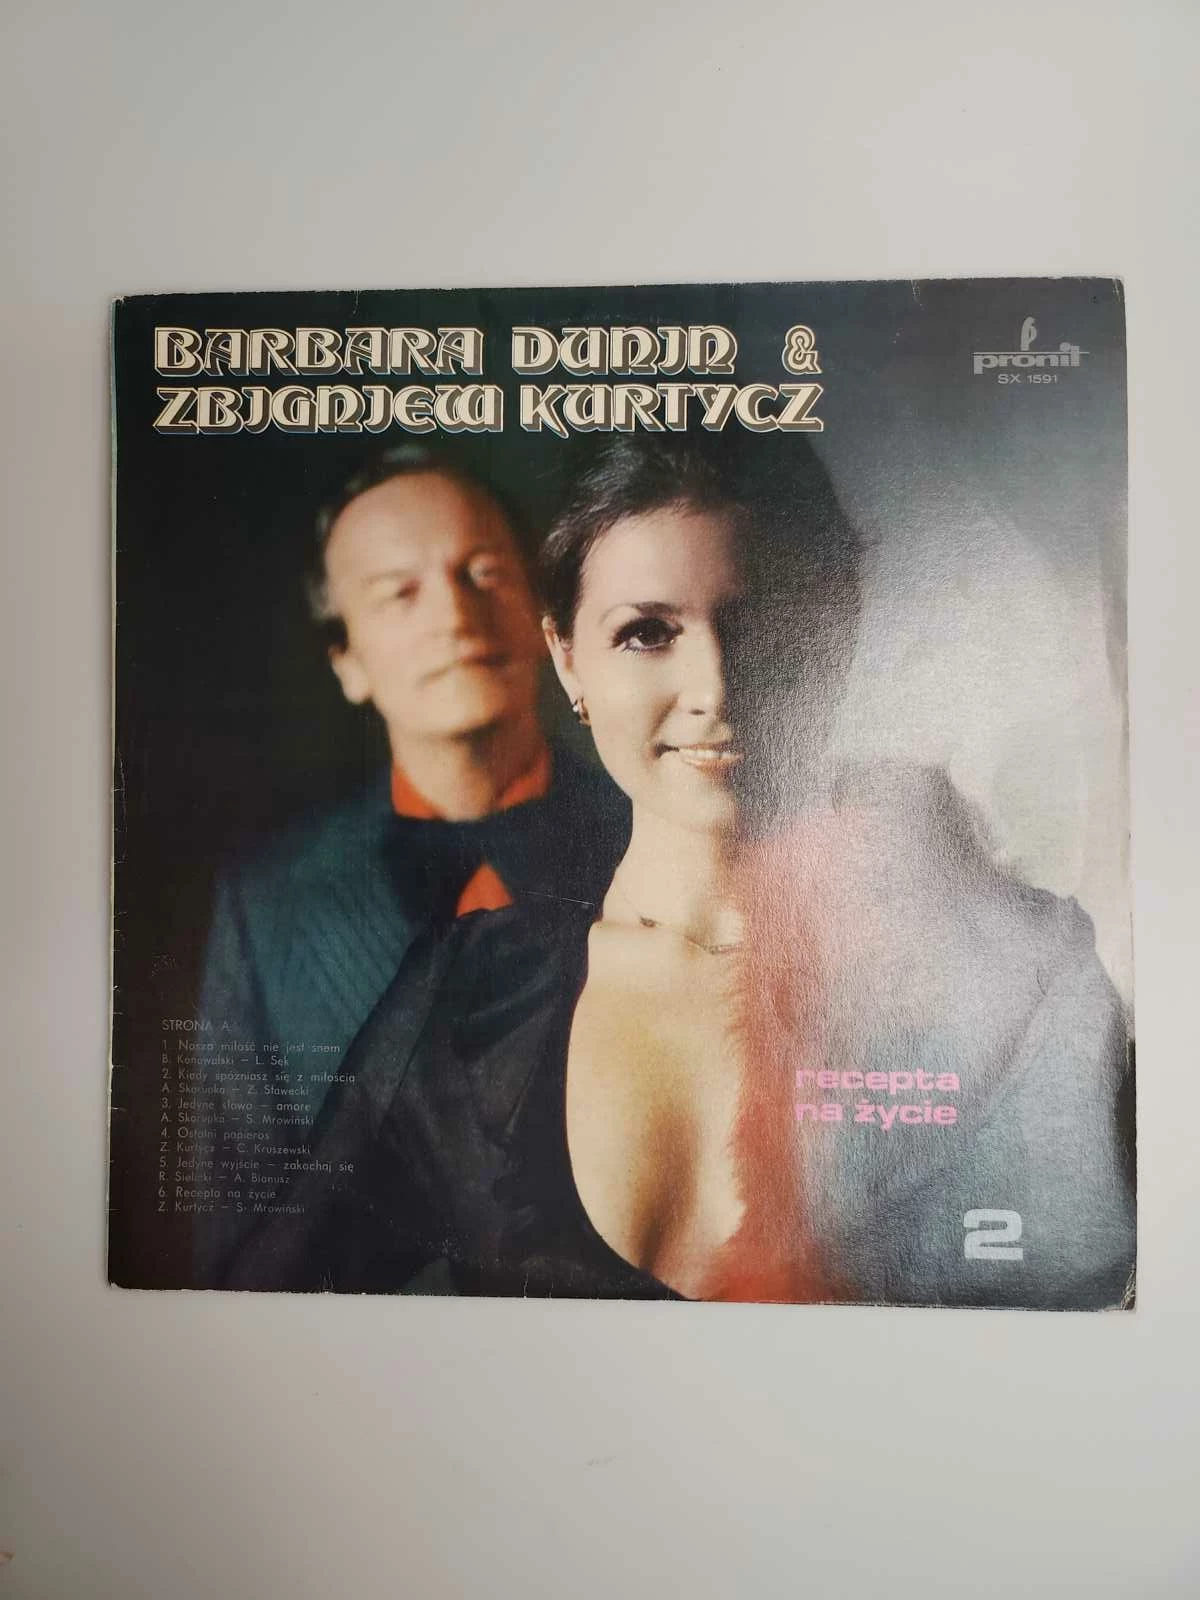 BARBARA DUNIN &
ZBIGNIEW KURTYCZ
pronit
SX 1591
STRONA A
1. Nasza miłość nie jest snem
B. Konowalski – L. Sęk
2. Kiedy spóźniasz się z miłością
A. Skorupka – Z. Sławecki
3. Jedyne słowo – amore
A. Skorupka – S. Mrowiński
4. Ostatni papieros
Z. Kurtycz – C. Kruszewski
5. Jedyne wyjście – zakochaj się
R. Sielicki – A. Bianusz
6. Recepta na życie
Z. Kurtycz – S. Mrowiński
recepta
na życie
2